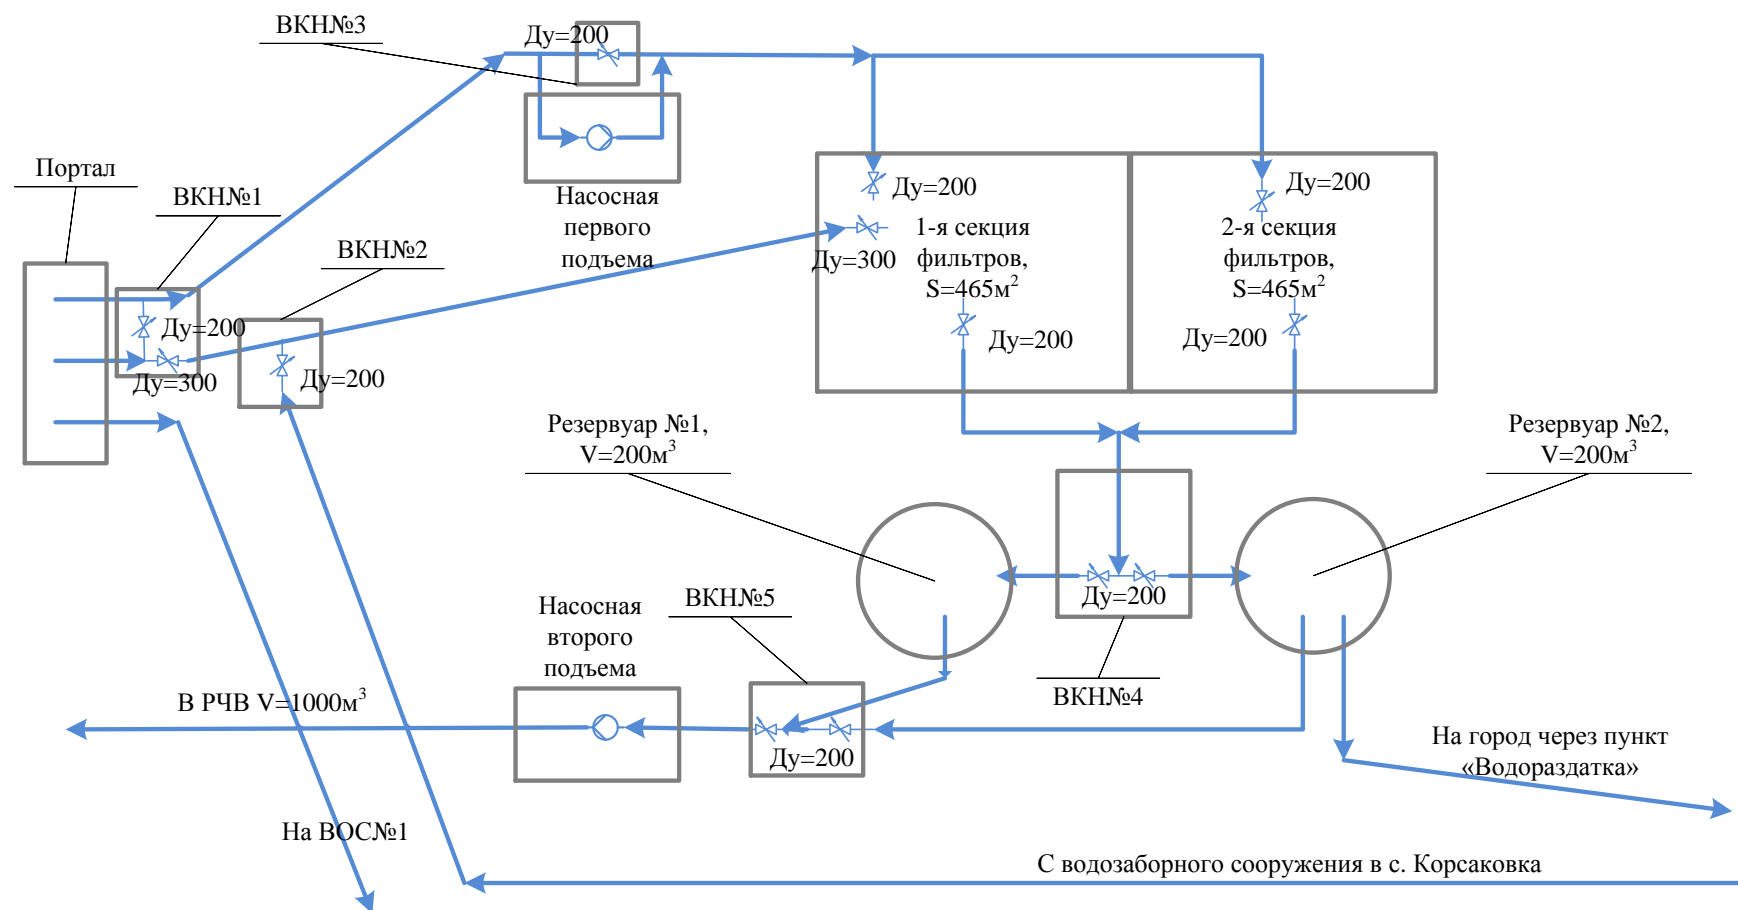 ВКН№3
Ду=200
Портал
ВКН№1
ВКН№2
Насосная
первого
подъема
Ду=200
Ду=200
1-я секция
фильтров,
S=465м²
Ду=300
2-я секция
фильтров,
S=465м²
Ду=200
Ду=300
Ду=200
Ду=200
Ду=200
Резервуар №1,
V=200м³
Резервуар №2,
V=200м³
Насосная
второго
подъема
ВКН№5
Ду=200
ВКН№4
В РЧВ V=1000м³
Ду=200
На город через пункт
«Водораздатка»
На ВОС№1
С водозаборного сооружения в с. Корсаковка